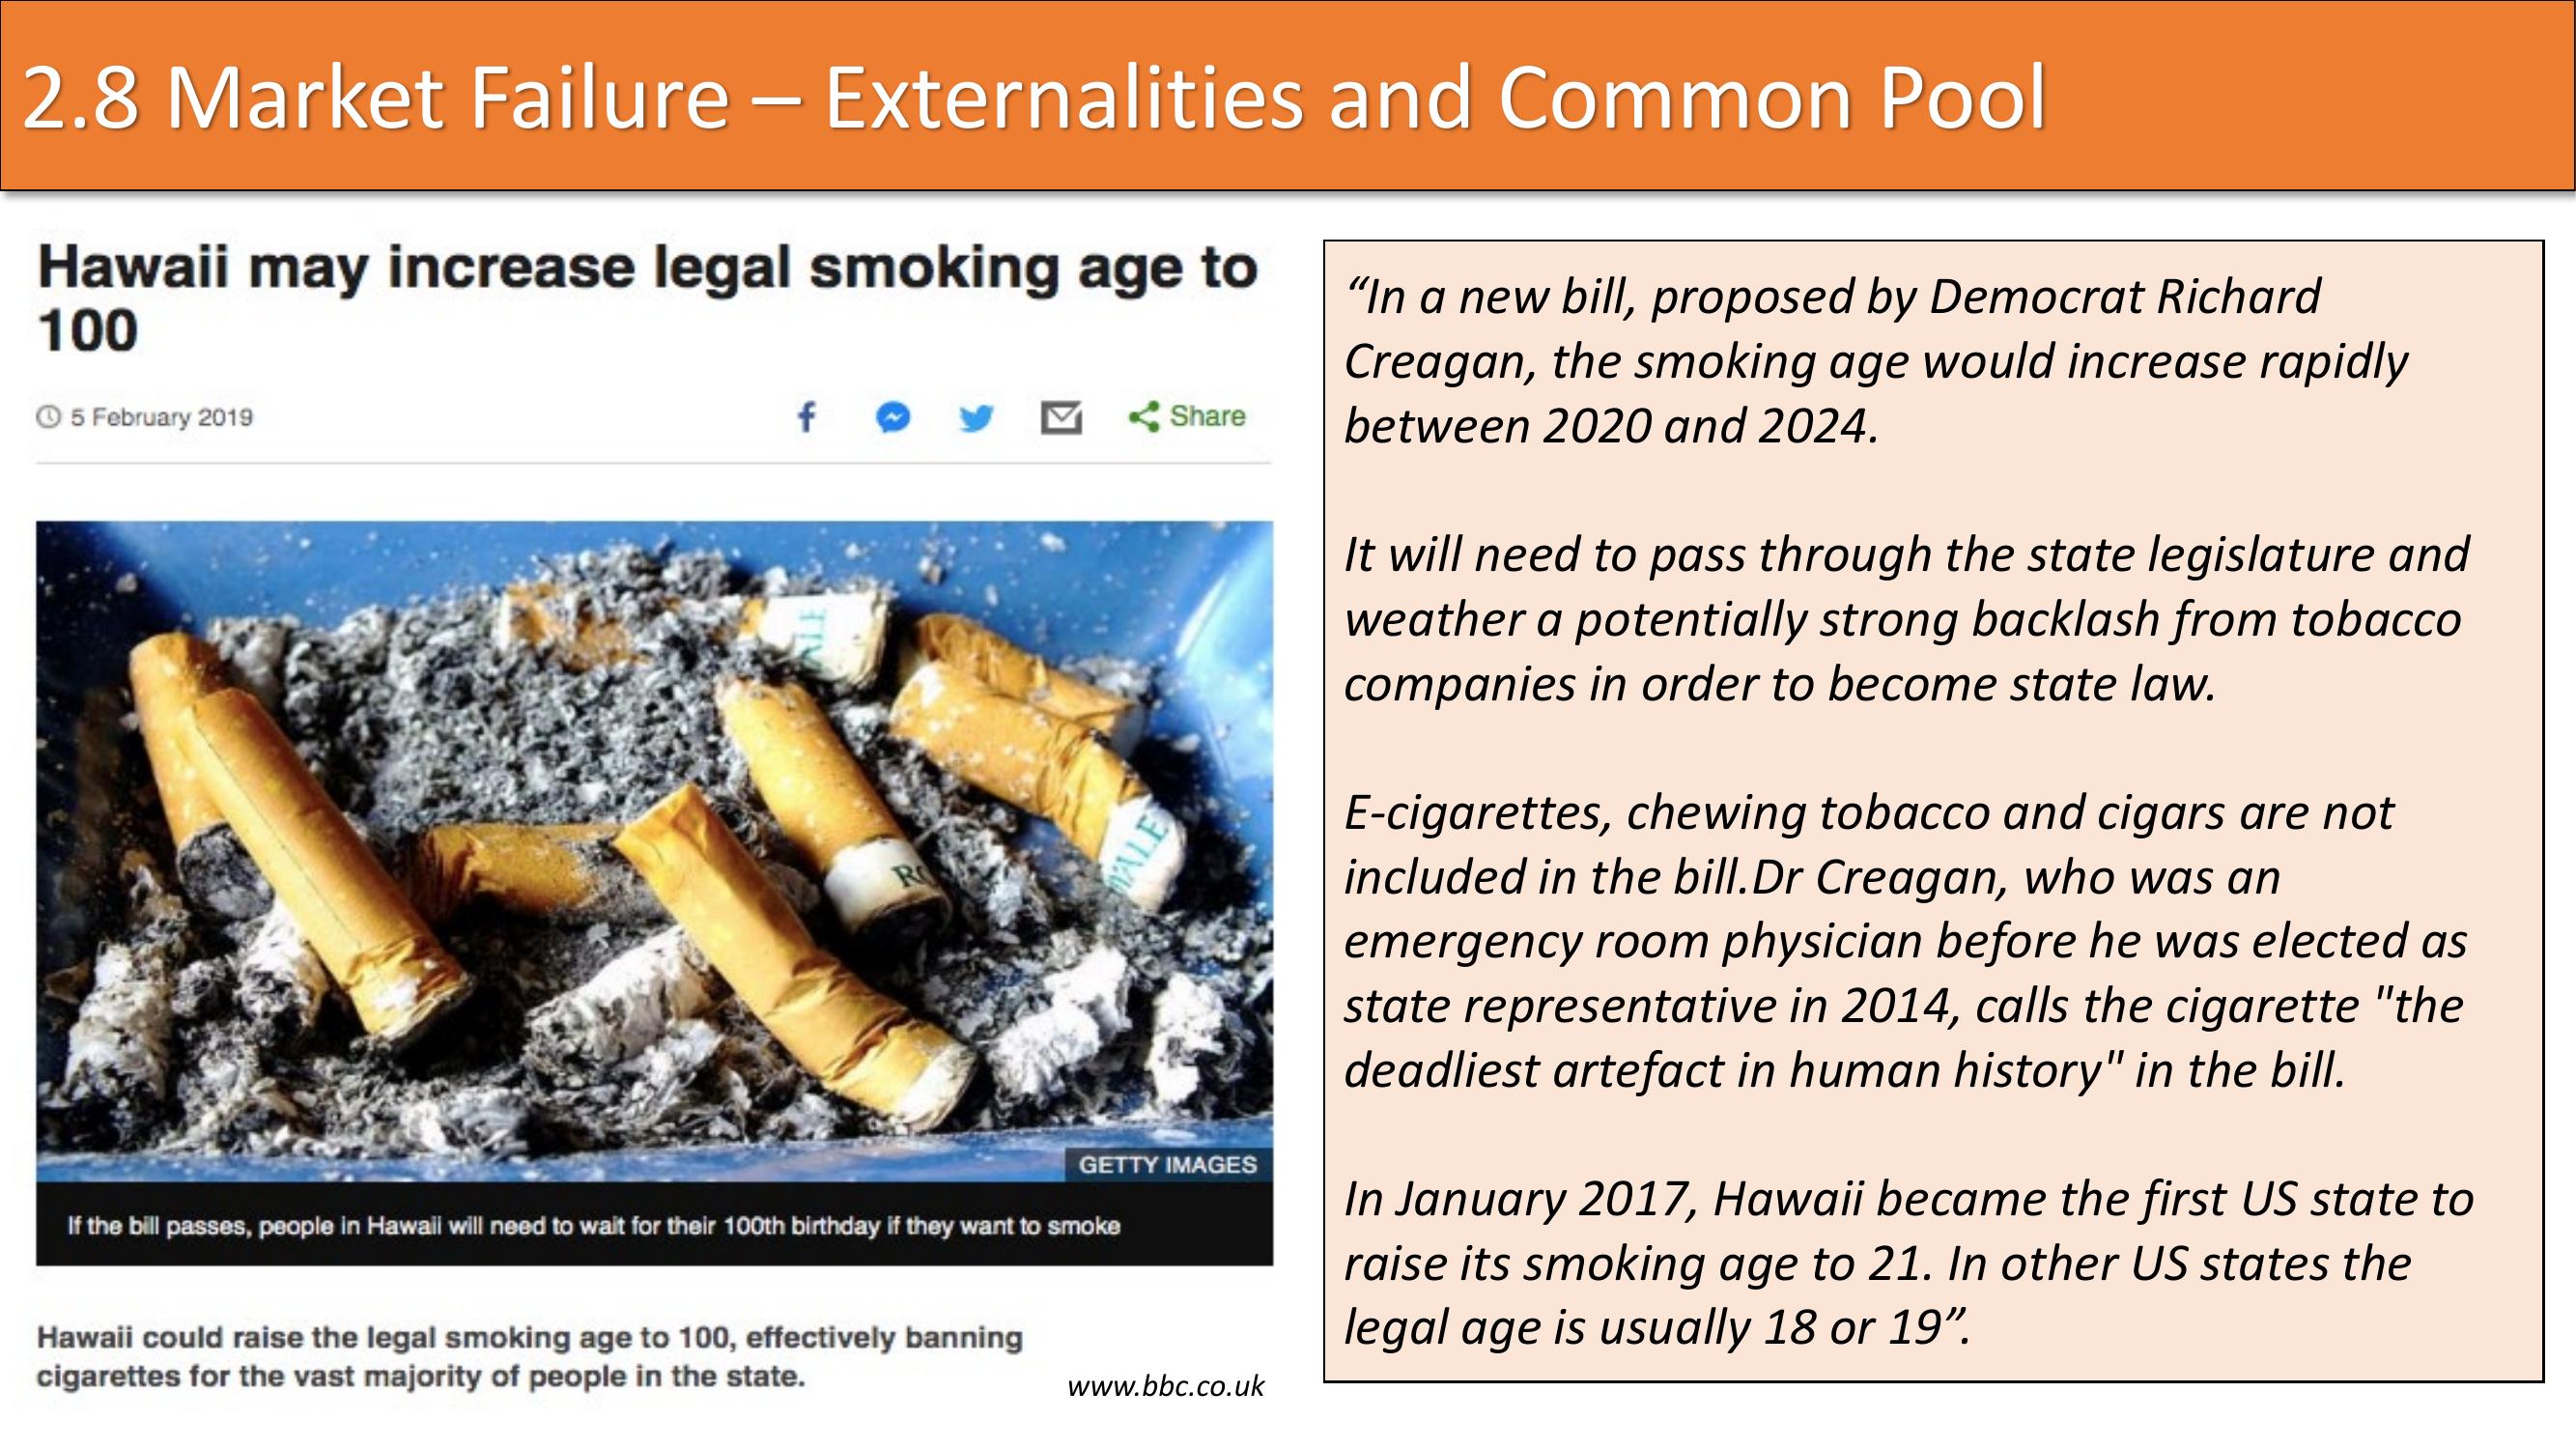 2.8 Market Failure – Externalities and Common Pool
Hawaii may increase legal smoking age to
100
5 February 2019
Share
ALE
RO
WALE
GETTY IMAGES
If the bill passes, people in Hawaii will need to wait for their 100th birthday if they want to smoke
Hawaii could raise the legal smoking age to 100, effectively banning
cigarettes for the vast majority of people in the state.
www.bbc.co.uk
“In a new bill, proposed by Democrat Richard
Creagan, the smoking age would increase rapidly
between 2020 and 2024.
It will need to pass through the state legislature and
weather a potentially strong backlash from tobacco
companies in order to become state law.
E-cigarettes, chewing tobacco and cigars are not
included in the bill.Dr Creagan, who was an
emergency room physician before he was elected as
state representative in 2014, calls the cigarette "the
deadliest artefact in human history" in the bill.
In January 2017, Hawaii became the first US state to
raise its smoking age to 21. In other US states the
legal age is usually 18 or 19”.